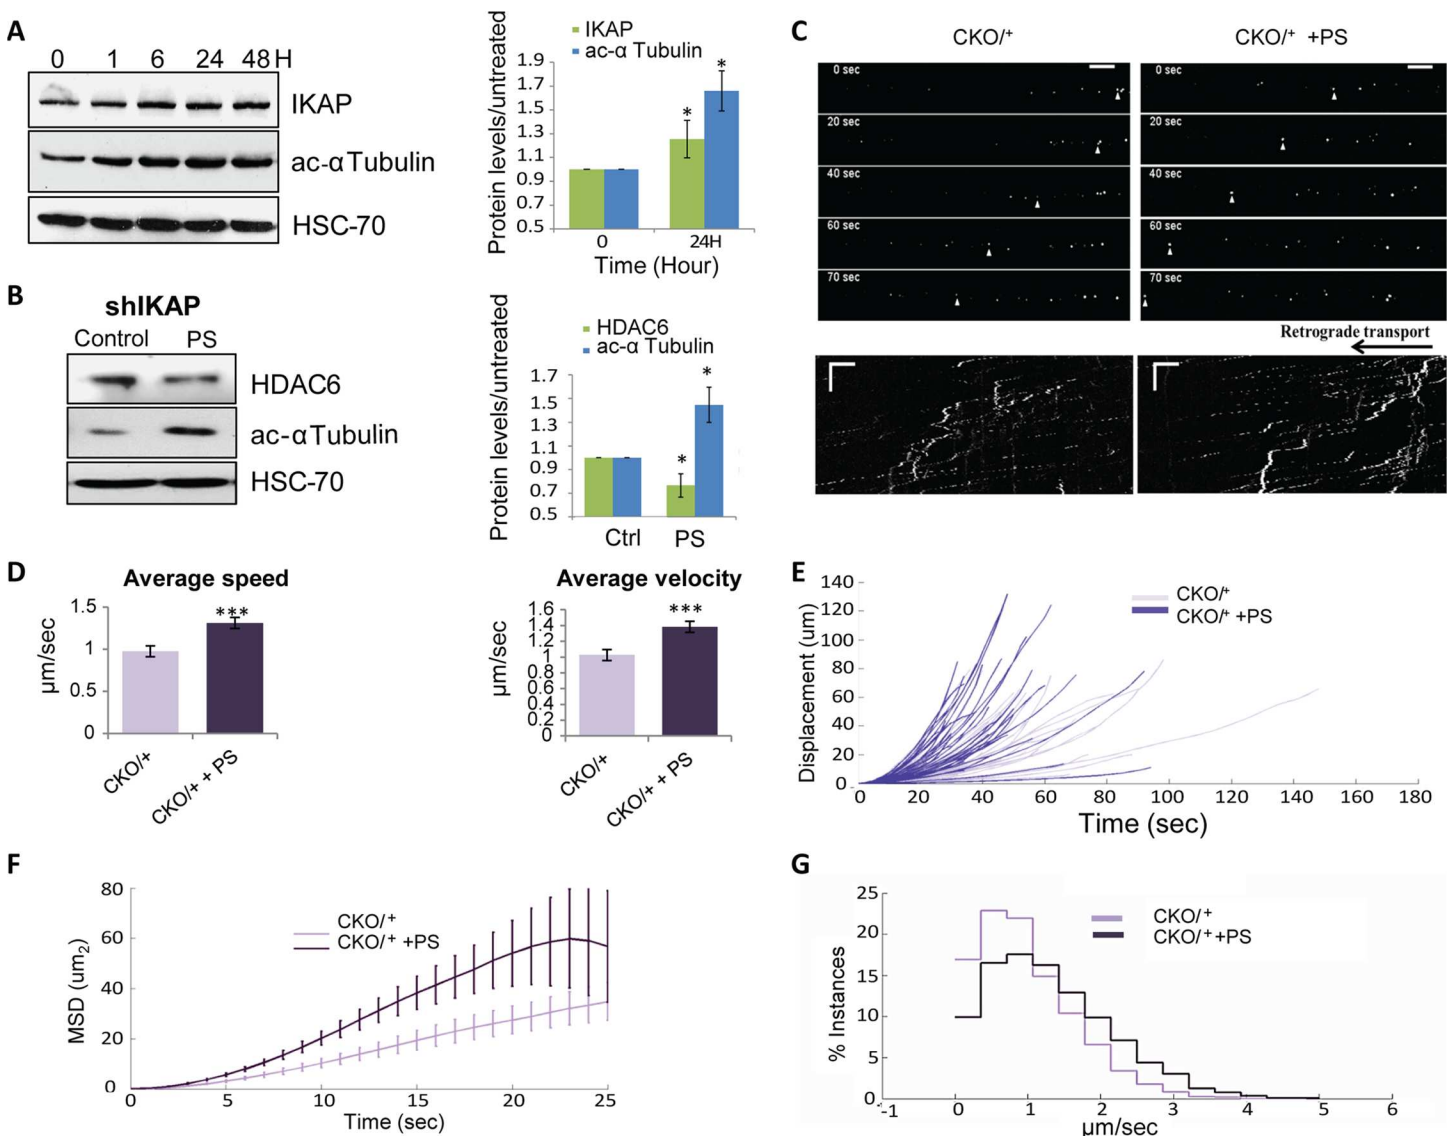 A
0 1 6 24 48 H
IKAP
ac-α Tubulin
HSC-70
IKAP
ac-α Tubulin
Protein levels/untreated
1.9
1.7
1.5
1.3
1.1
0.9
0.7
0.5
*
*
0 24H
Time (Hour)
B
shIKAP
Control PS
HDAC6
ac-α Tubulin
HSC-70
HDAC6
ac-α Tubulin
Protein levels/untreated
1.7
1.5
1.3
1.1
0.9
0.7
0.5
*
*
Ctrl PS
C
CKO/+ CKO/+ +PS
0 sec 0 sec
20 sec 20 sec
40 sec 40 sec
60 sec 60 sec
70 sec 70 sec
Retrograde transport
D
Average speed
µm/sec
1.5
1
0.5
0
***
CKO/+
CKO/+ + PS
Average velocity
µm/sec
1.6
1.4
1.2
1
0.8
0.6
0.4
0.2
0
***
CKO/+
CKO/+ + PS
E
Displacement (um)
140
120
100
80
60
40
20
0
CKO/+
CKO/+ +PS
0 20 40 60 80 100 120 140 160 180
Time (sec)
F
MSD (um2)
80
60
40
20
0
CKO/+
CKO/+ +PS
0 5 10 15 20 25
Time (sec)
G
% Instances
25
20
15
10
5
0
CKO/+
CKO/+ +PS
-1 0 1 2 3 4 5 6
µm/sec